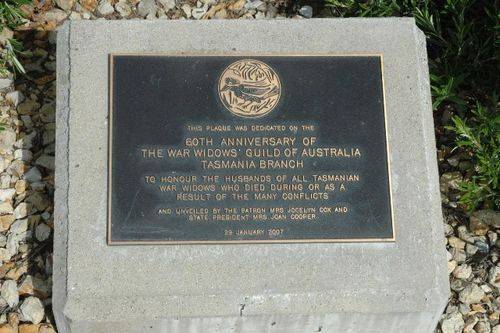 THIS PLAQUE WAS DEDICATED ON THE
60TH ANNIVERSARY OF
THE WAR WIDOWS' GUILD OF AUSTRALIA
TASMANIA BRANCH
TO HONOUR THE HUSBANDS OF ALL TASMANIAN
WAR WIDOWS WHO DIED DURING OR AS A
RESULT OF THE MANY CONFLICTS
AND UNVEILED BY THE PATRON MRS JOCELYN COX AND
STATE PRESIDENT MRS JOAN COOPER
29 JANUARY 2007